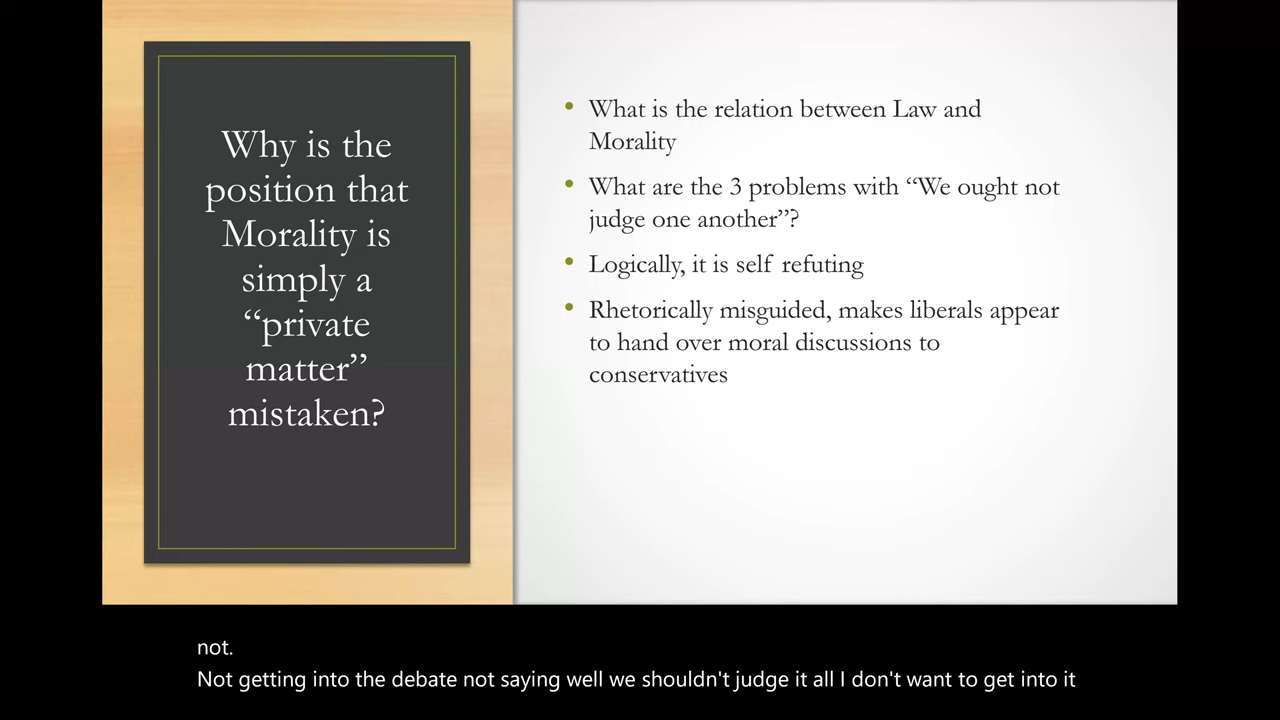 Why is the
position that
Morality is
simply a
“private
matter”
mistaken?
• What is the relation between Law and
Morality
• What are the 3 problems with “We ought not
judge one another”?
• Logically, it is self refuting
• Rhetorically misguided, makes liberals appear
to hand over moral discussions to
conservatives
not.
Not getting into the debate not saying well we shouldn't judge it all I don't want to get into it